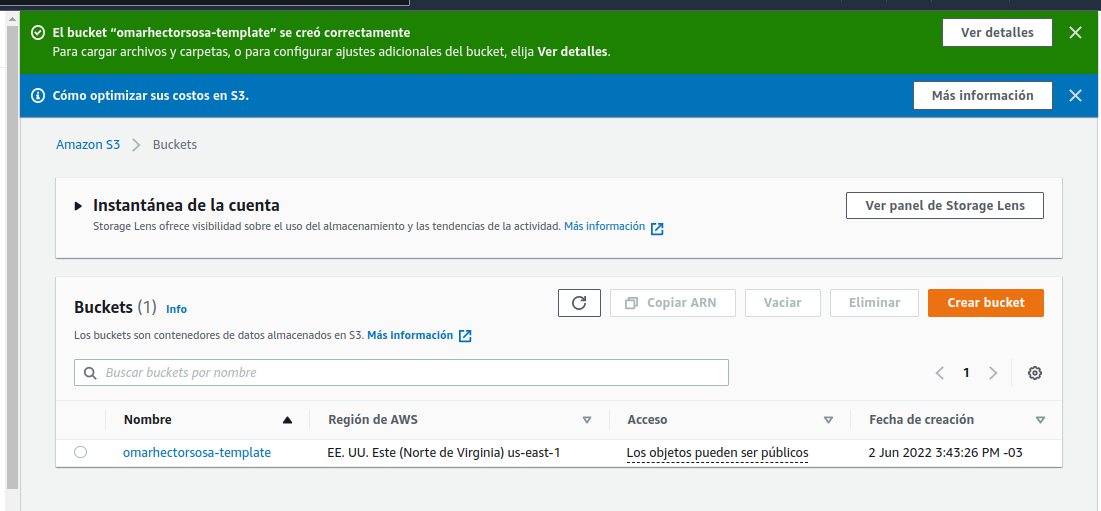 El bucket “omarhectorsosa-template” se creó correctamente
Para cargar archivos y carpetas, o para configurar ajustes adicionales del bucket, elija Ver detalles.
Ver detalles
Cómo optimizar sus costos en S3.
Más información
Amazon S3
Buckets
Instantánea de la cuenta
Storage Lens ofrece visibilidad sobre el uso del almacenamiento y las tendencias de la actividad. Más información
Ver panel de Storage Lens
Buckets (1) Info
Copiar ARN
Vaciar
Eliminar
Crear bucket
Los buckets son contenedores de datos almacenados en S3. Más información
Buscar buckets por nombre
1
Nombre Región de AWS Acceso Fecha de creación
omarhectorsosa-template EE. UU. Este (Norte de Virginia) us-east-1 Los objetos pueden ser públicos 2 Jun 2022 3:43:26 PM -03